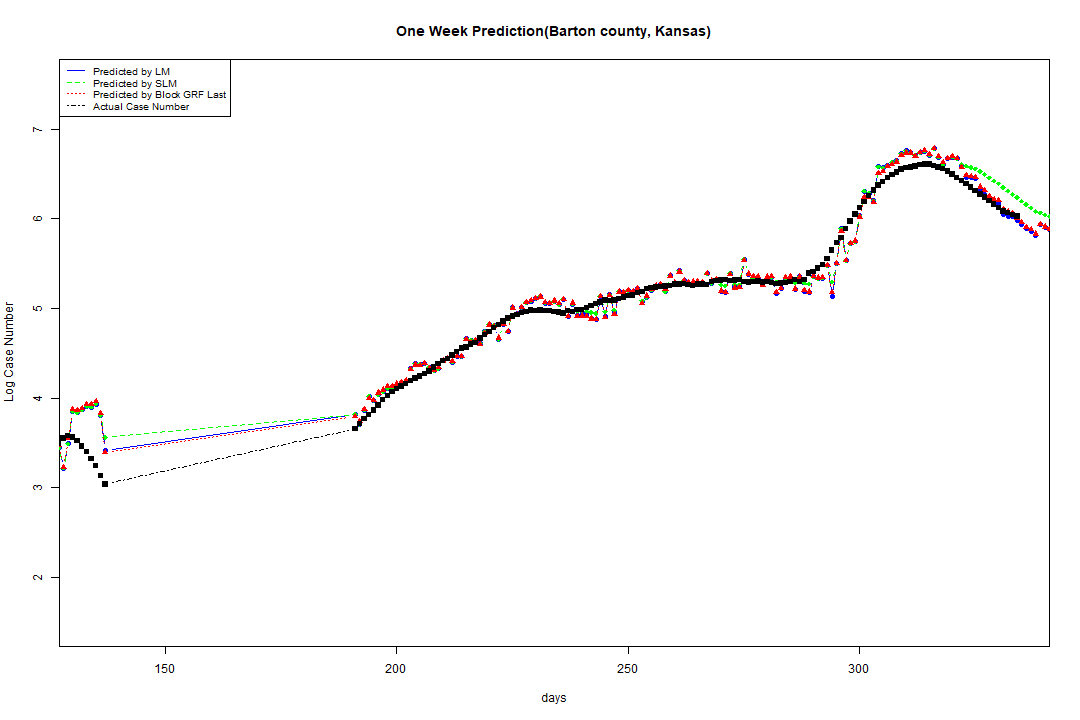 One Week Prediction(Barton county, Kansas)
Predicted by LM
Predicted by SLM
Predicted by Block GRF Last
Actual Case Number
7
6
5
4
3
2
Log Case Number
150 200 250 300
days